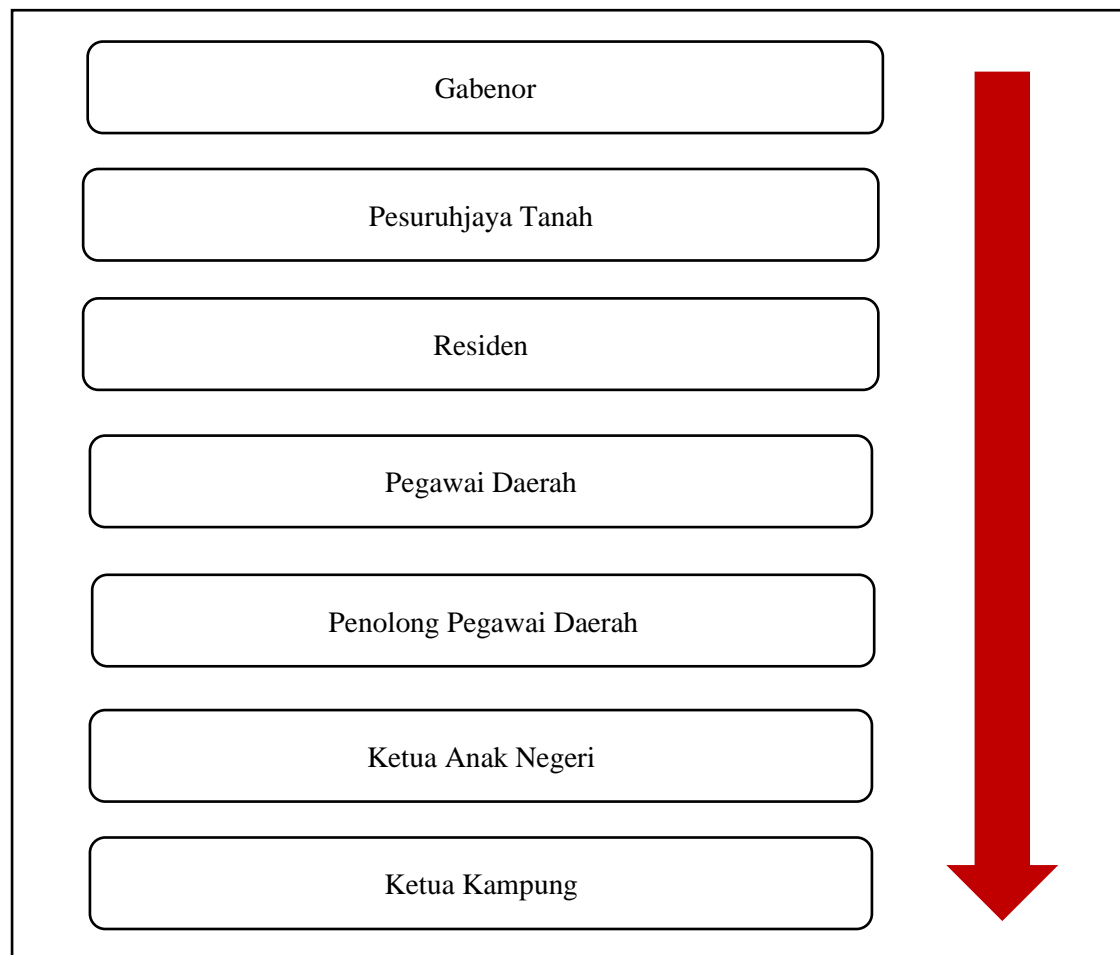 Gabenor
Pesuruhjaya Tanah
Residen
Pegawai Daerah
Penolong Pegawai Daerah
Ketua Anak Negeri
Ketua Kampung